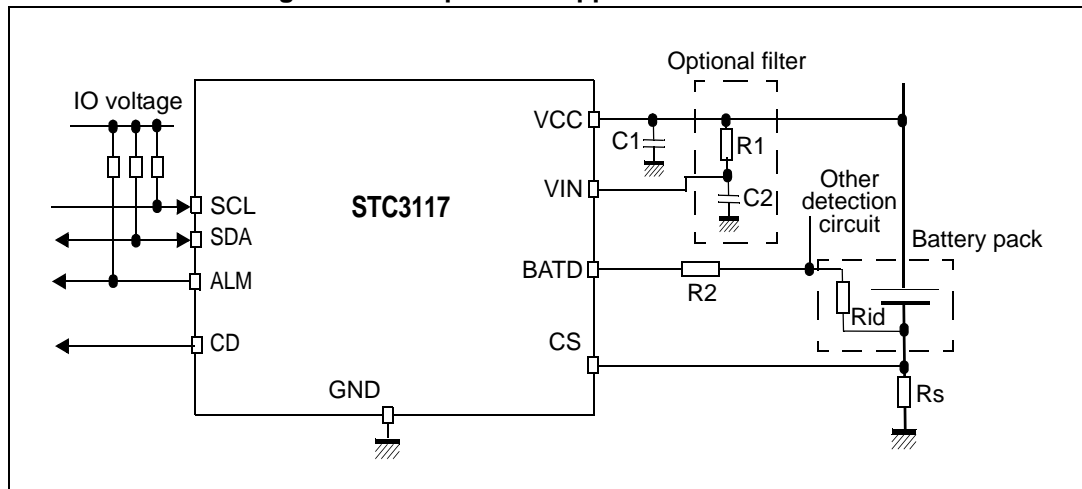 Optional filter
IO voltage
VCC
C1
R1
VIN
C2
STC3117
Other
detection
circuit
SCL
SDA
Battery pack
BATD
R2
ALM
Rid
CD
CS
GND
Rs